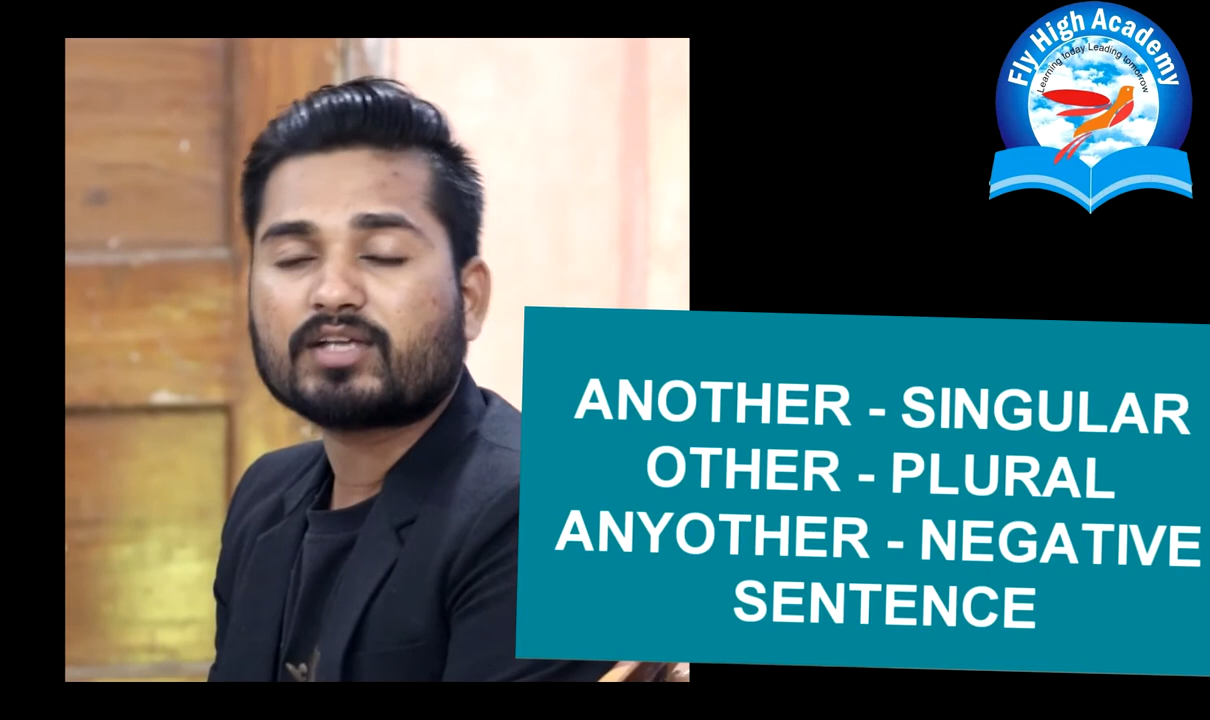 Fly High Academy
Learning today Leading tomorrow
ANOTHER - SINGULAR
OTHER - PLURAL
ANYOTHER - NEGATIVE
SENTENCE